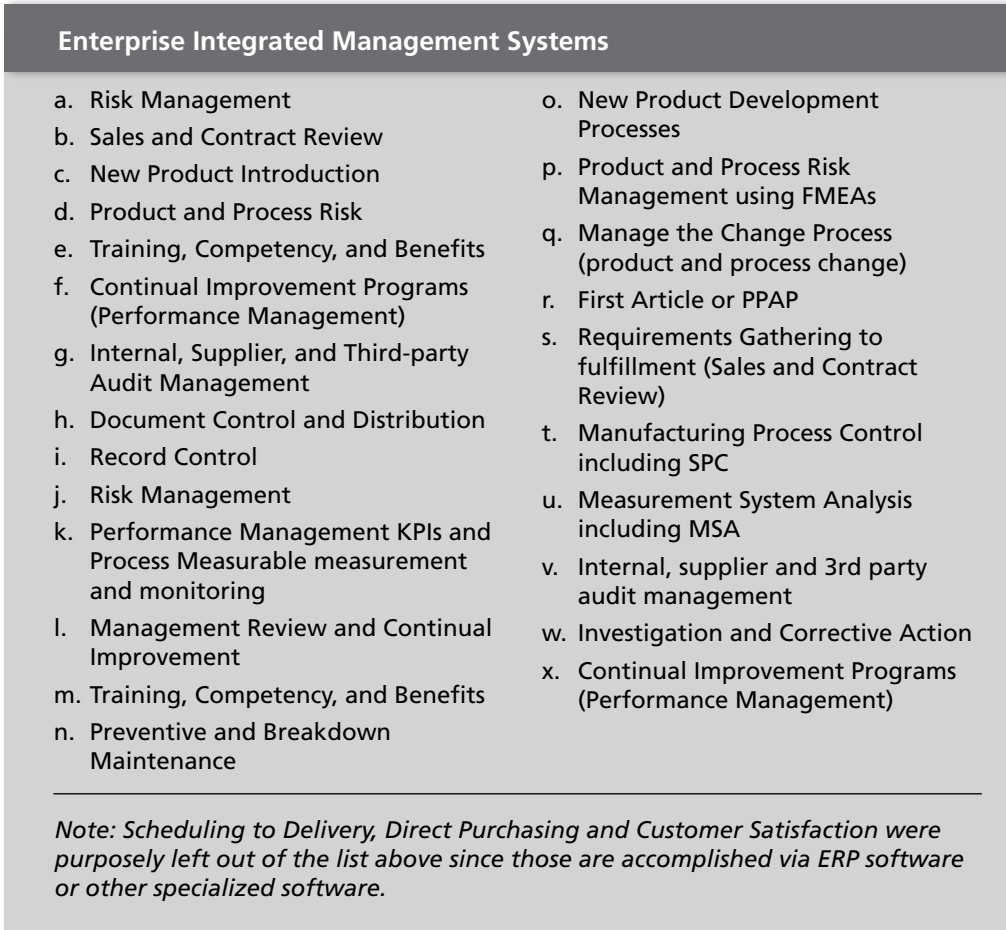 Enterprise Integrated Management Systems
a. Risk Management
b. Sales and Contract Review
c. New Product Introduction
d. Product and Process Risk
e. Training, Competency, and Benefits
f. Continual Improvement Programs
(Performance Management)
g. Internal, Supplier, and Third-party
Audit Management
h. Document Control and Distribution
i. Record Control
j. Risk Management
k. Performance Management KPIs and
Process Measurable measurement
and monitoring
l. Management Review and Continual
Improvement
m. Training, Competency, and Benefits
n. Preventive and Breakdown
Maintenance
o. New Product Development
Processes
p. Product and Process Risk
Management using FMEAs
q. Manage the Change Process
(product and process change)
r. First Article or PPAP
s. Requirements Gathering to
fulfillment (Sales and Contract
Review)
t. Manufacturing Process Control
including SPC
u. Measurement System Analysis
including MSA
v. Internal, supplier and 3rd party
audit management
w. Investigation and Corrective Action
x. Continual Improvement Programs
(Performance Management)
Note: Scheduling to Delivery, Direct Purchasing and Customer Satisfaction were
purposely left out of the list above since those are accomplished via ERP software
or other specialized software.